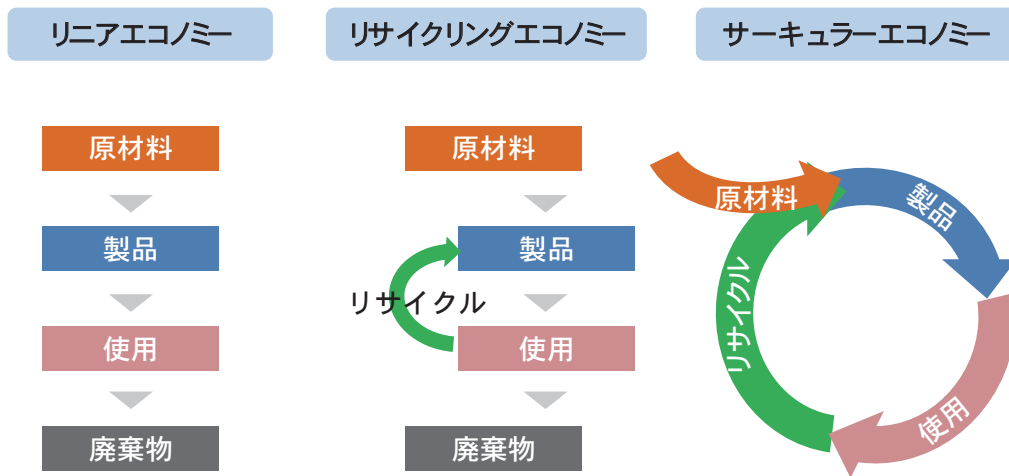 リニアエコノミー
原材料
製品
使用
廃棄物
リサイクリングエコノミー
原材料
製品
リサイクル
使用
廃棄物
サーキュラーエコノミー
原材料
製品
使用
リサイクル